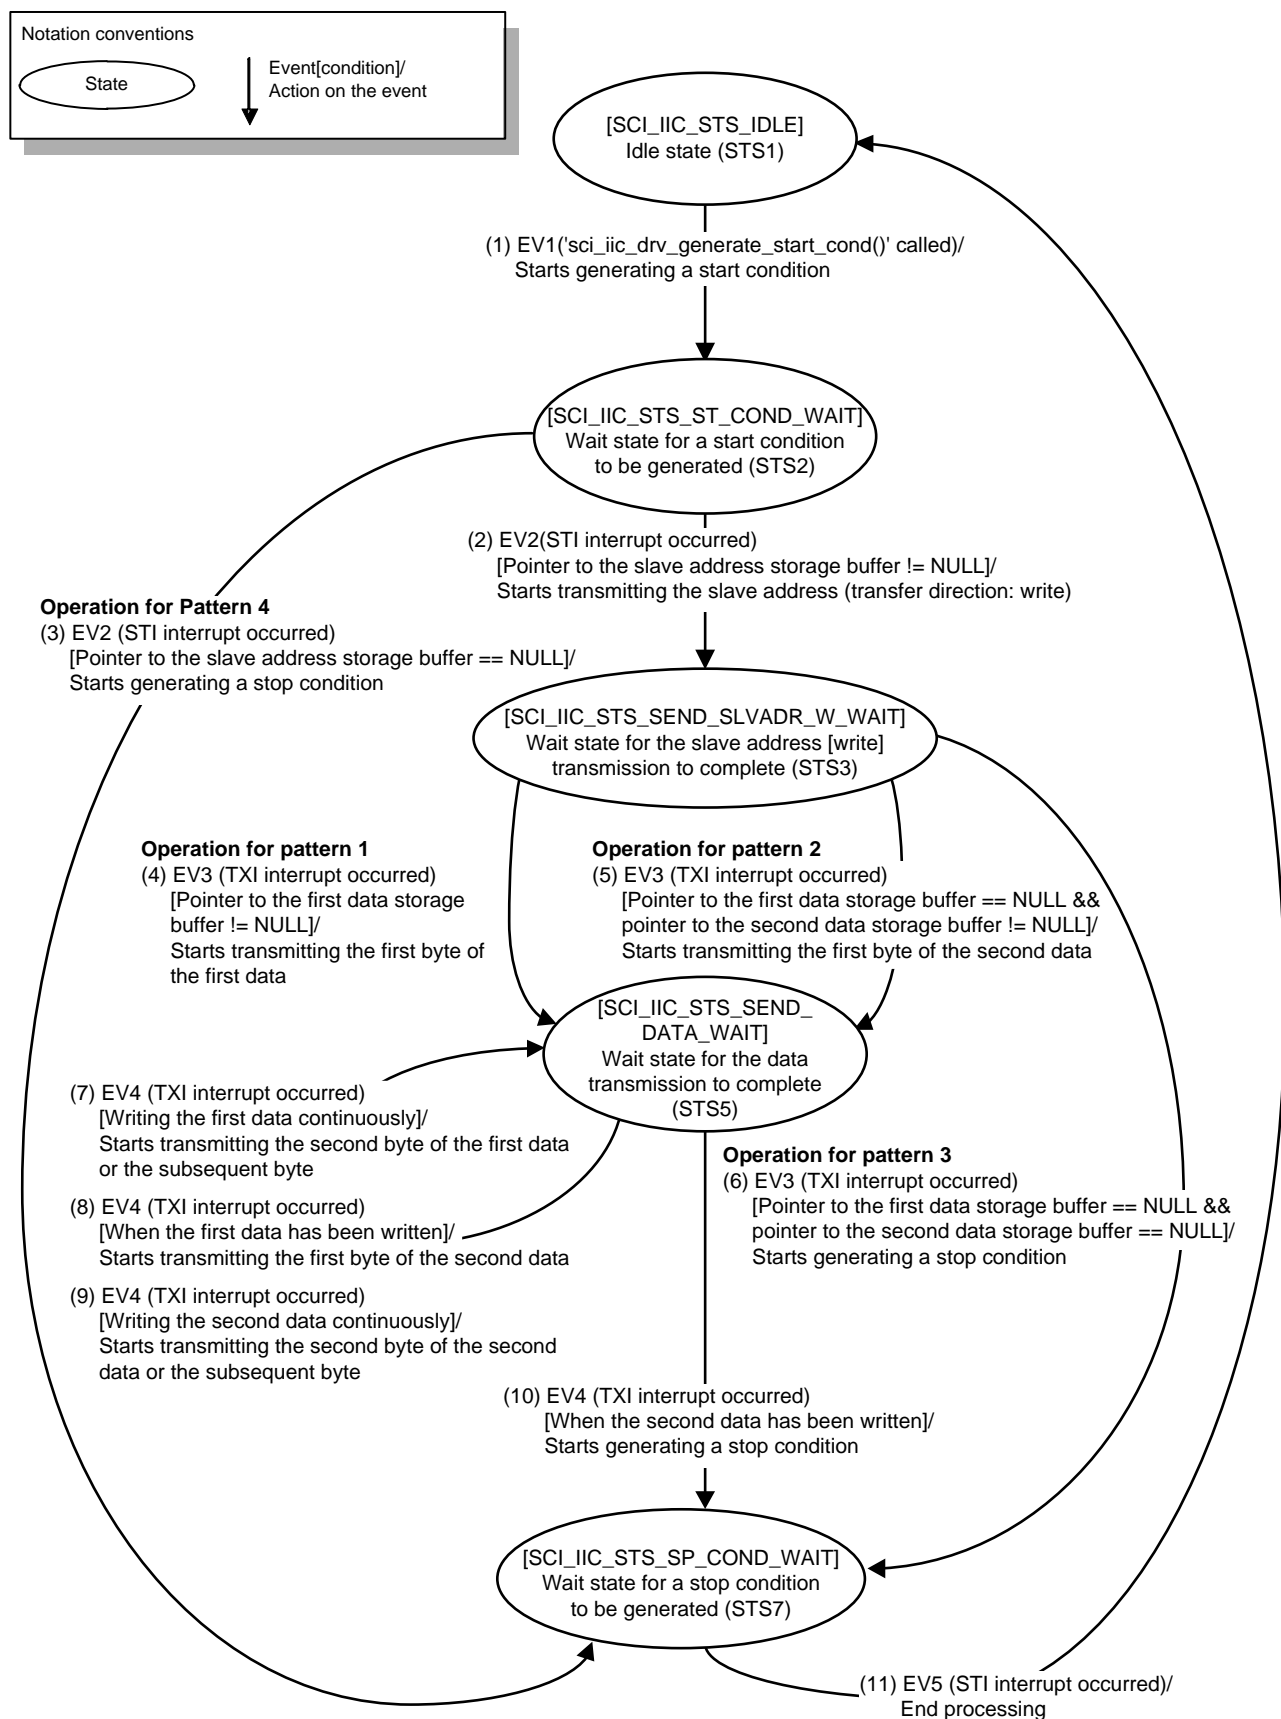 Notation conventions
State
Event[condition]/
Action on the event
[SCI_IIC_STS_IDLE]
Idle state (STS1)
(1) EV1('sci_iic_drv_generate_start_cond()' called)/
Starts generating a start condition
[SCI_IIC_STS_ST_COND_WAIT]
Wait state for a start condition
to be generated (STS2)
(2) EV2(STI interrupt occurred)
[Pointer to the slave address storage buffer != NULL]/
Starts transmitting the slave address (transfer direction: write)
Operation for Pattern 4
(3) EV2 (STI interrupt occurred)
[Pointer to the slave address storage buffer == NULL]/
Starts generating a stop condition
[SCI_IIC_STS_SEND_SLVADR_W_WAIT]
Wait state for the slave address [write]
transmission to complete (STS3)
Operation for pattern 1
(4) EV3 (TXI interrupt occurred)
[Pointer to the first data storage
buffer != NULL]/
Starts transmitting the first byte of
the first data
Operation for pattern 2
(5) EV3 (TXI interrupt occurred)
[Pointer to the first data storage buffer == NULL &&
pointer to the second data storage buffer != NULL]/
Starts transmitting the first byte of the second data
[SCI_IIC_STS_SEND_
DATA_WAIT]
Wait state for the data
transmission to complete
(STS5)
(7) EV4 (TXI interrupt occurred)
[Writing the first data continuously]/
Starts transmitting the second byte of the first data
or the subsequent byte
(8) EV4 (TXI interrupt occurred)
[When the first data has been written]/
Starts transmitting the first byte of the second data
(9) EV4 (TXI interrupt occurred)
[Writing the second data continuously]/
Starts transmitting the second byte of the second
data or the subsequent byte
Operation for pattern 3
(6) EV3 (TXI interrupt occurred)
[Pointer to the first data storage buffer == NULL &&
pointer to the second data storage buffer == NULL]/
Starts generating a stop condition
(10) EV4 (TXI interrupt occurred)
[When the second data has been written]/
Starts generating a stop condition
[SCI_IIC_STS_SP_COND_WAIT]
Wait state for a stop condition
to be generated (STS7)
(11) EV5 (STI interrupt occurred)/
End processing